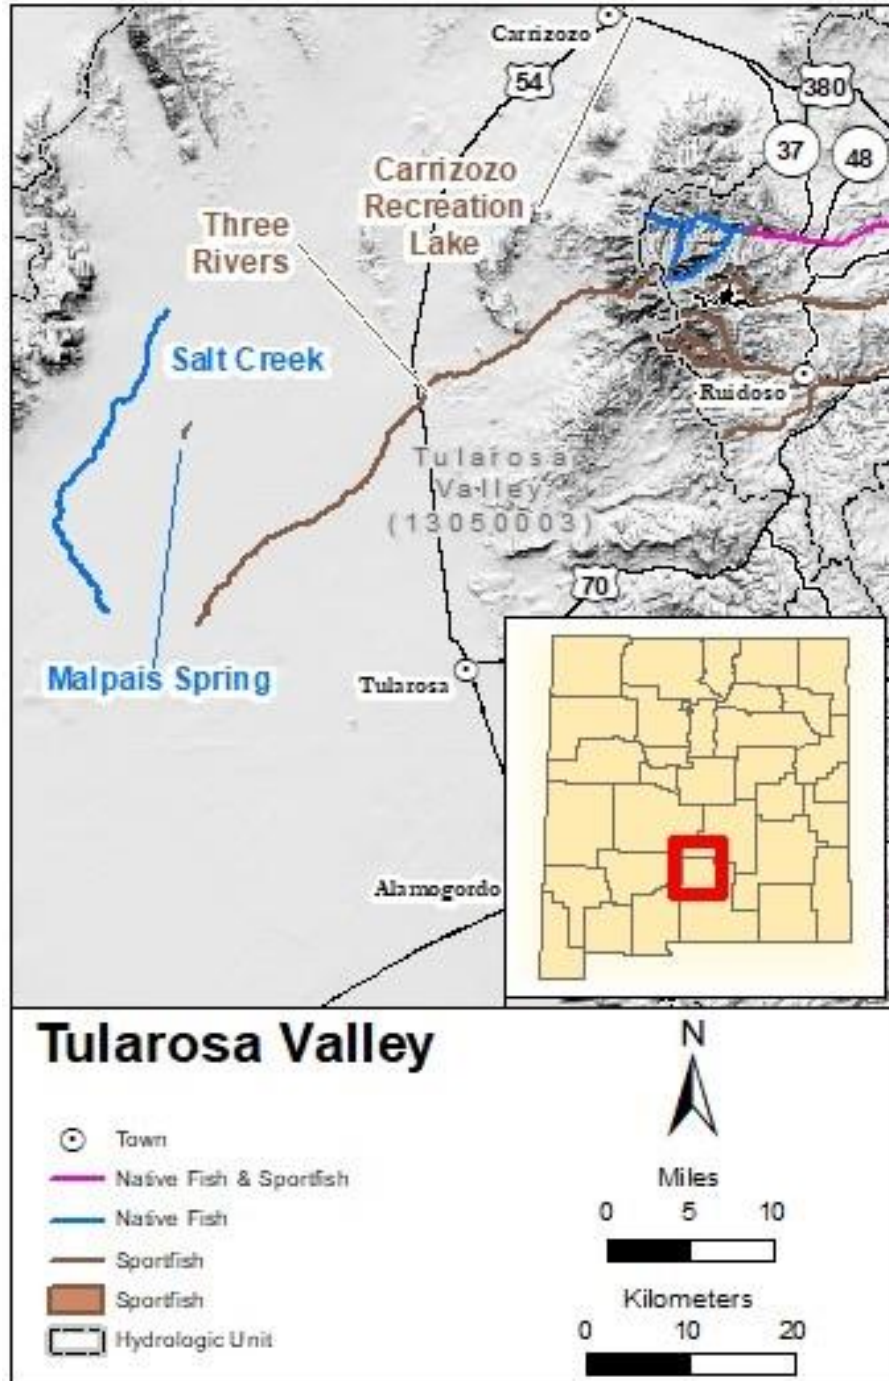 Carrizozo
54
380
37
48
Carrizozo
Recreation
Lake
Three
Rivers
Salt Creek
Ruidoso
Tularosa
Valley
(13050003)
70
Malpais Spring
Tularosa
Alamogordo
Tularosa Valley
N
Town
Native Fish & Sportfish
Native Fish
Sportfish
Sportfish
Hydrologic Unit
Miles
0 5 10
Kilometers
0 10 20